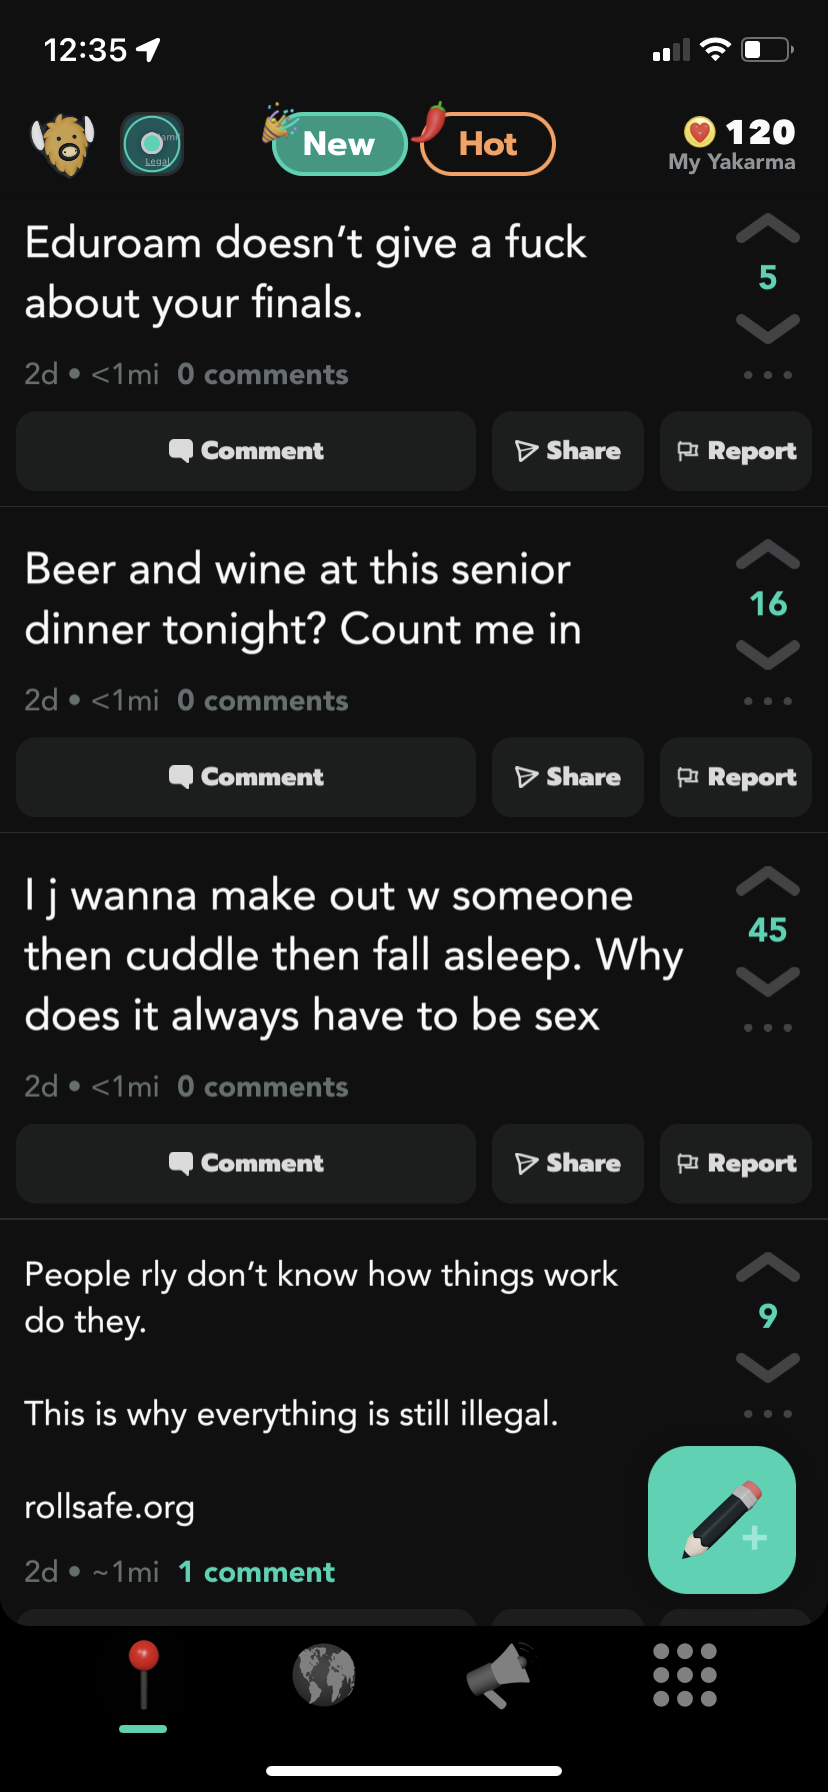 12:35
New
Hot
120
My Yakarma
Legal
Eduroam doesn’t give a fuck
about your finals.
5
2d • <1mi 0 comments
Comment
Share
Report
Beer and wine at this senior
dinner tonight? Count me in
16
2d • <1mi 0 comments
Comment
Share
Report
I j wanna make out w someone
then cuddle then fall asleep. Why
does it always have to be sex
45
2d • <1mi 0 comments
Comment
Share
Report
People rly don’t know how things work
do they.
This is why everything is still illegal.
rollsafe.org
9
2d • ~1mi 1 comment